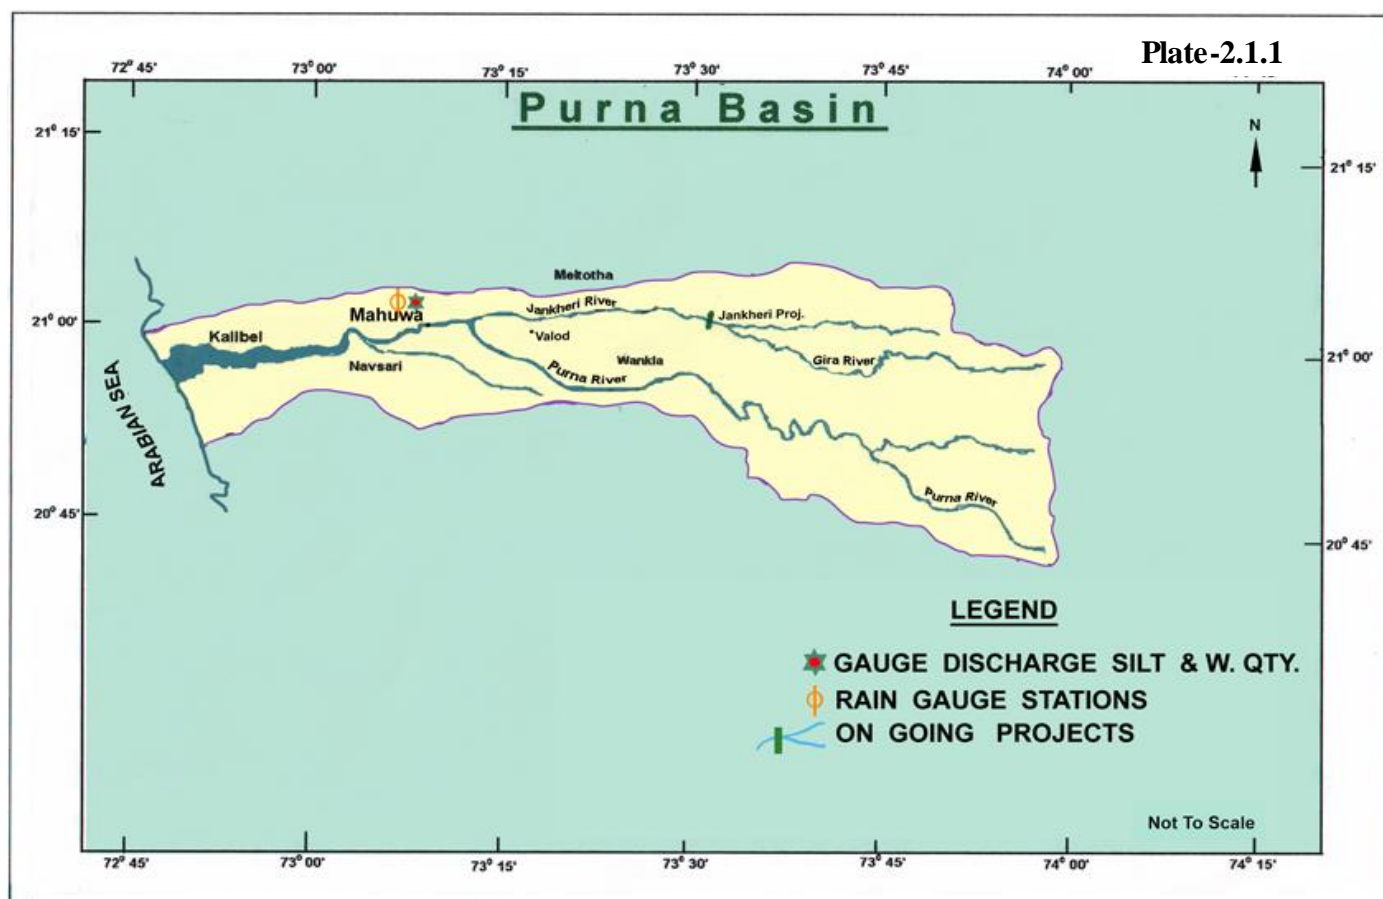 Plate-2.1.1
72° 45'
73° 00'
73° 15'
73° 30'
73° 45'
74° 00'
Purna Basin
21° 15'
N
21° 15'
Mektotha
Jankheri River
Mahuwa
Jankheri Proj.
21° 00'
Kalibel
Valod
Navsari
Wankla
Gira River
21° 00'
Purna River
ARABIAN SEA
Purna River
20° 45'
20° 45'
LEGEND
GAUGE DISCHARGE SILT & W. QTY.
RAIN GAUGE STATIONS
ON GOING PROJECTS
Not To Scale
72° 45'
73° 00'
73° 15'
73° 30'
73° 45'
74° 00'
74° 15'